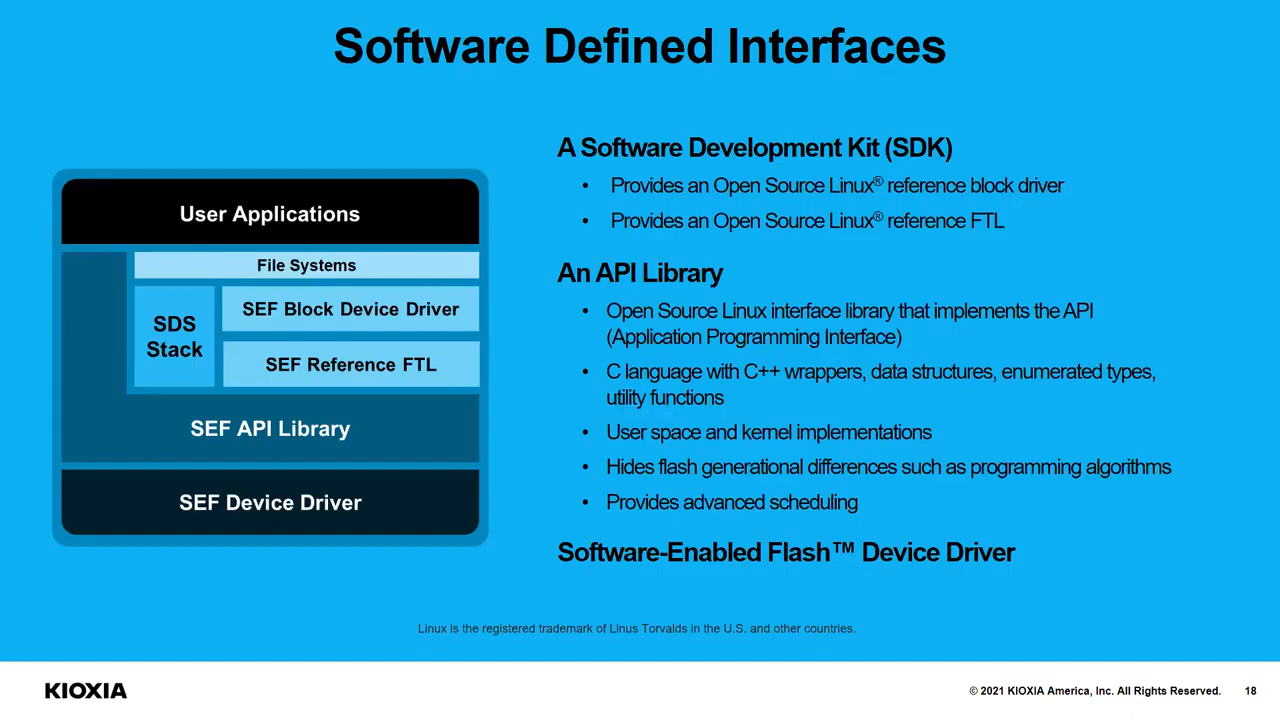 Software Defined Interfaces
User Applications
File Systems
SDS
Stack
SEF Block Device Driver
SEF Reference FTL
SEF API Library
SEF Device Driver
A Software Development Kit (SDK)
• Provides an Open Source Linux® reference block driver
• Provides an Open Source Linux® reference FTL
An API Library
• Open Source Linux interface library that implements the API
(Application Programming Interface)
• C language with C++ wrappers, data structures, enumerated types,
utility functions
• User space and kernel implementations
• Hides flash generational differences such as programming algorithms
• Provides advanced scheduling
Software-Enabled Flash™ Device Driver
Linux is the registered trademark of Linus Torvalds in the U.S. and other countries.
KIOXIA
© 2021 KIOXIA America, Inc. All Rights Reserved.
18